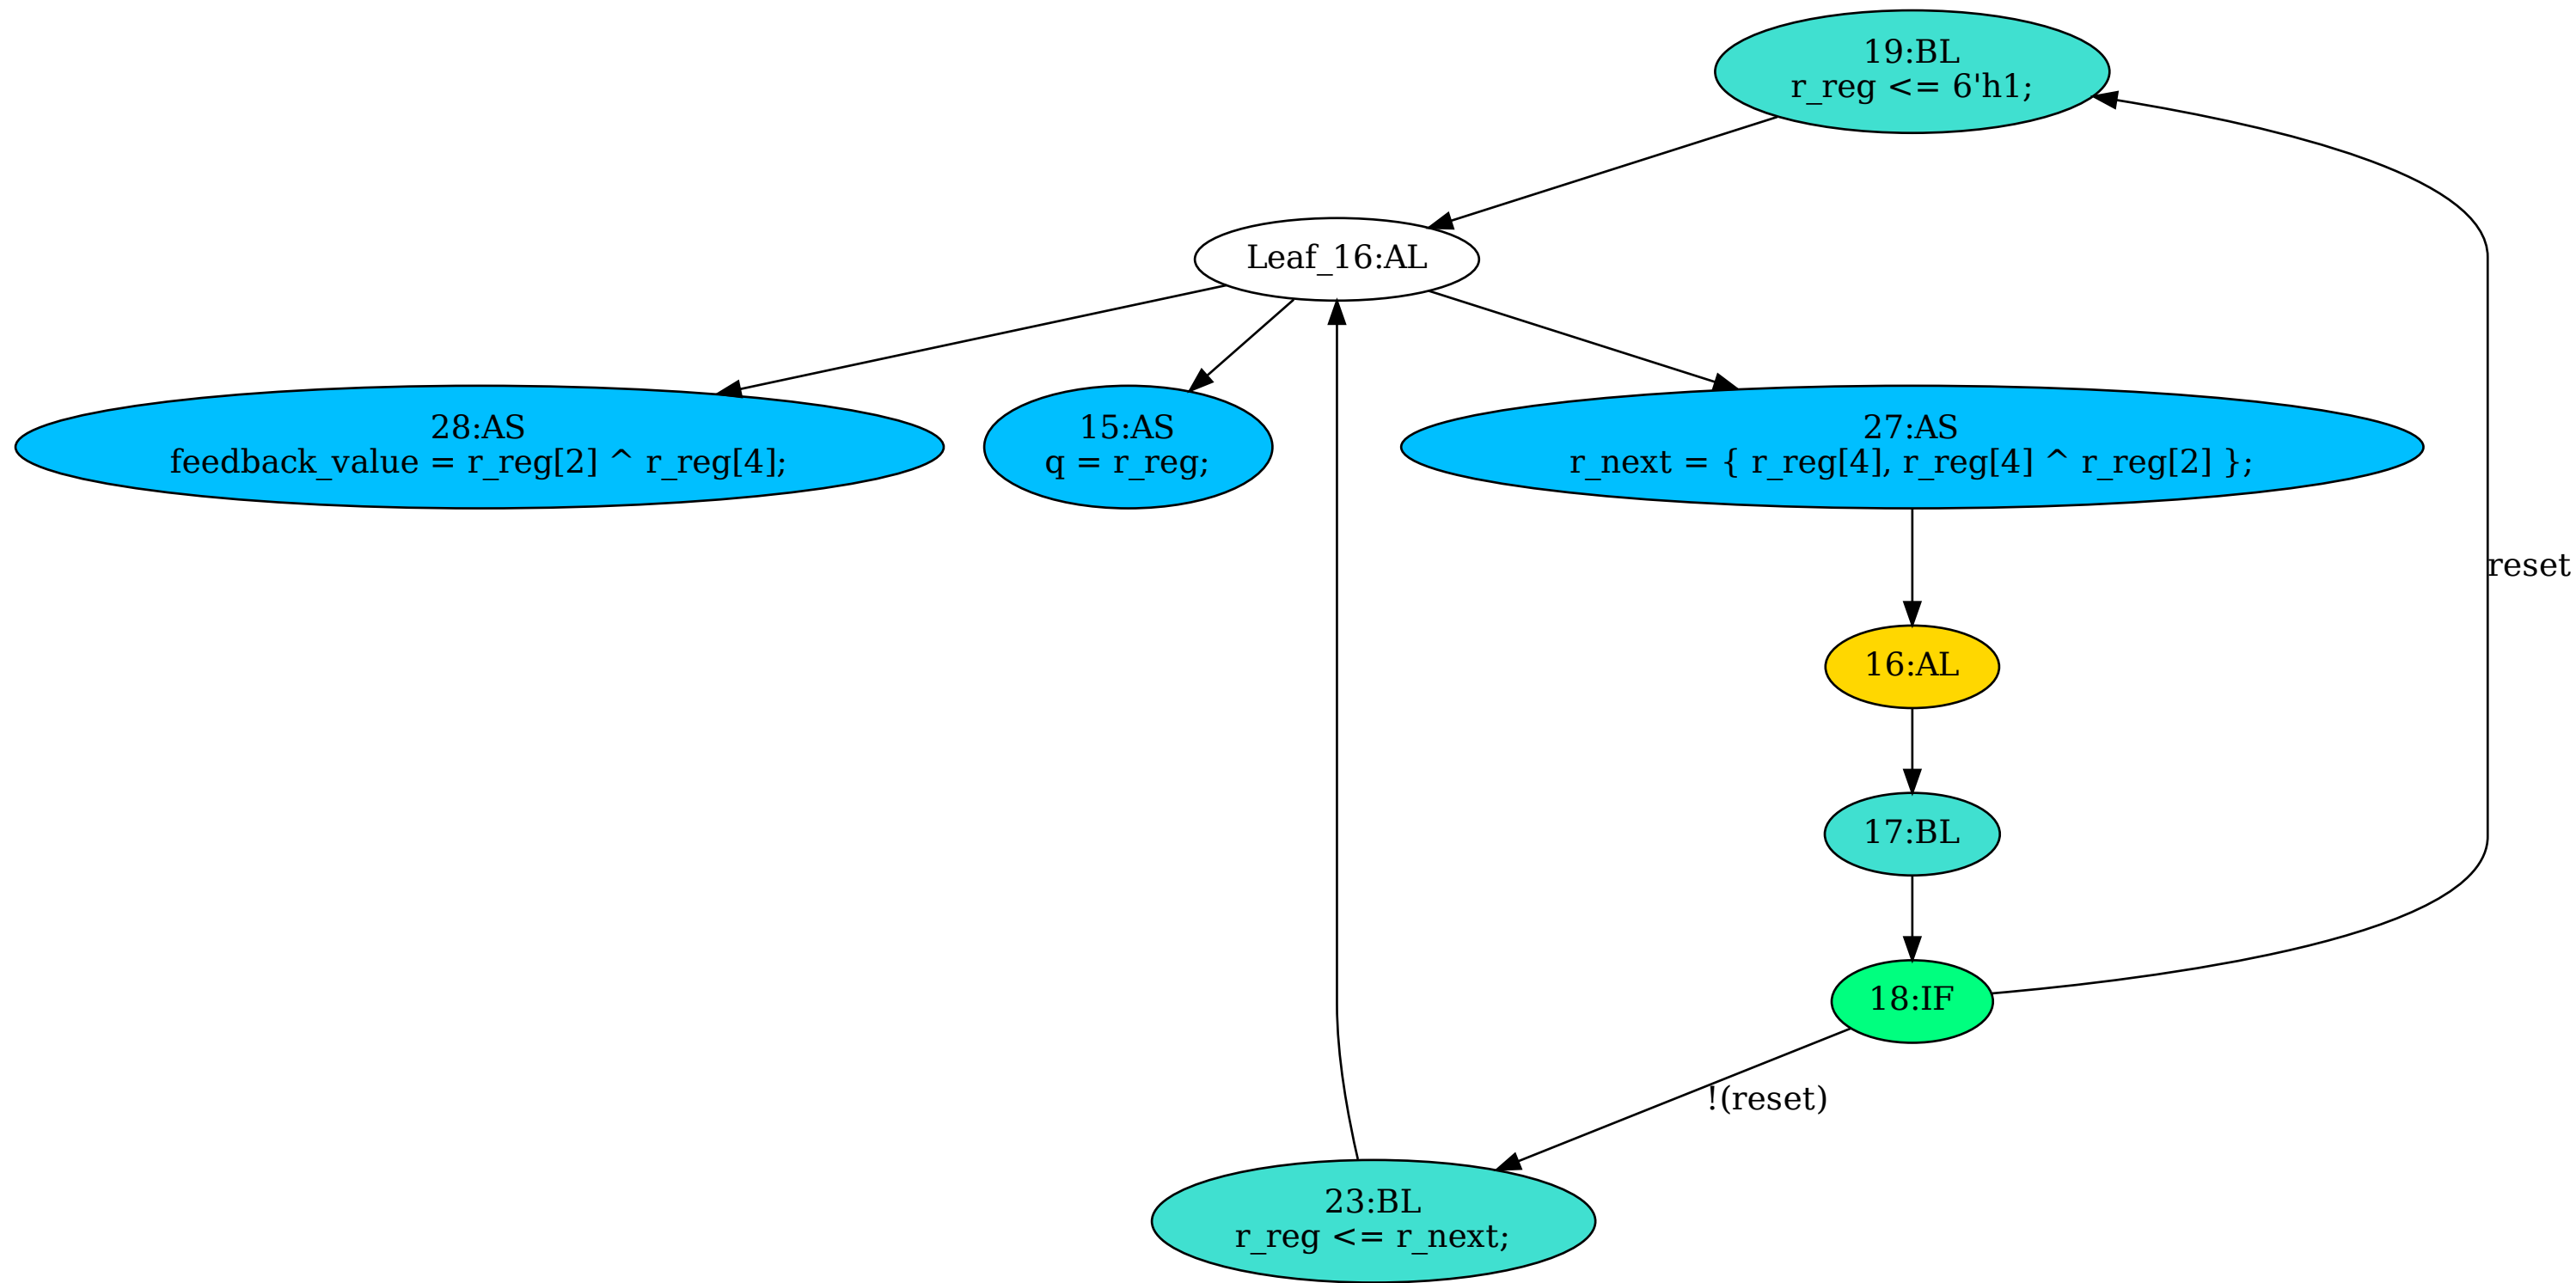 19:BL
r_reg <= 6'h1;
Leaf_16:AL
28:AS
feedback_value = r_reg[2] ^ r_reg[4];
15:AS
q = r_reg;
27:AS
r_next = { r_reg[4], r_reg[4] ^ r_reg[2] };
reset
16:AL
17:BL
18:IF
!(reset)
23:BL
r_reg <= r_next;